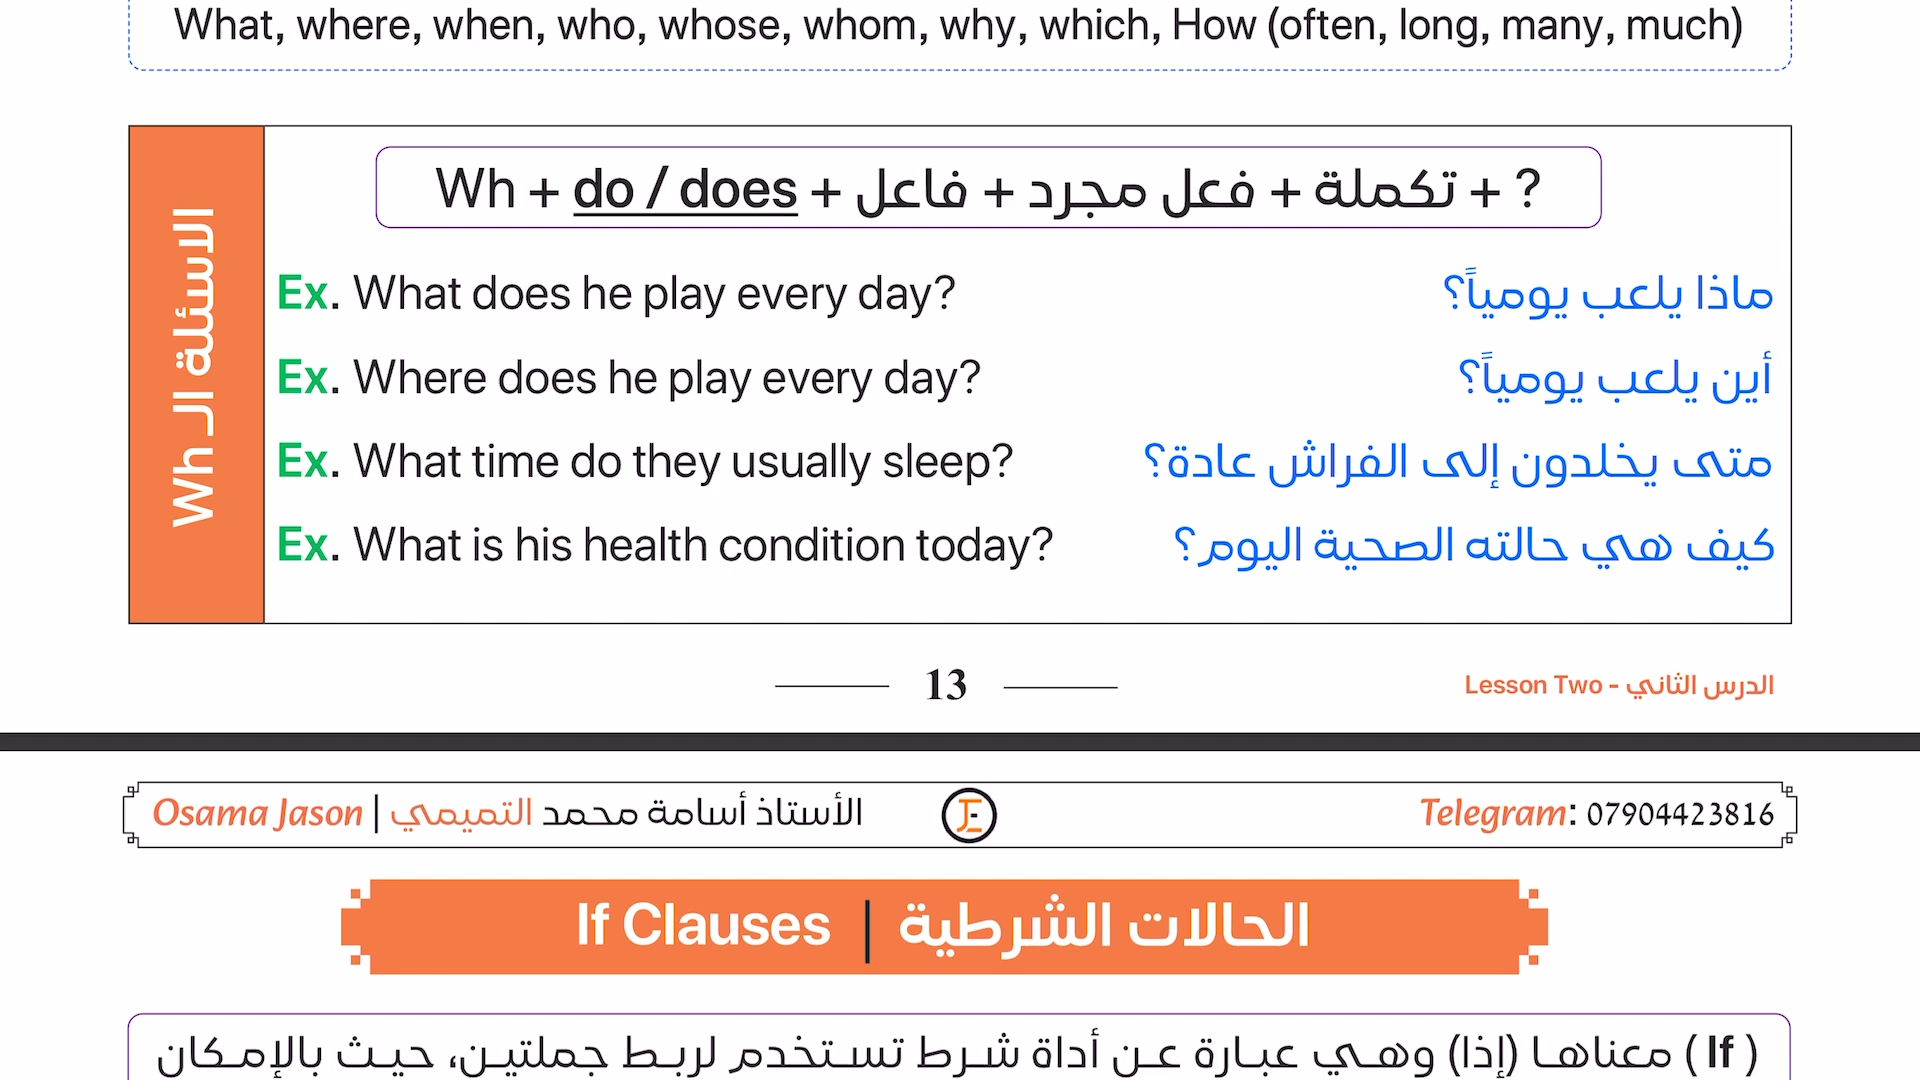 What, where, when, who, whose, whom, why, which, How (often, long, many, much)
الاسئلة الـ Wh
Wh + do / does + فاعل + فعل مجرد + تكملة + ?
Ex. What does he play every day? ماذا يلعب يومياً؟
Ex. Where does he play every day? أين يلعب يومياً؟
Ex. What time do they usually sleep? متى يخلدون إلى الفراش عادة؟
Ex. What is his health condition today? كيف هي حالته الصحية اليوم؟
13 الدرس الثاني - Lesson Two
Osama Jason | الأستاذ أسامة محمد التميمي JE Telegram: 07904423816
If Clauses | الحالات الشرطية
( If ) معناها (إذا) وهي عبارة عن أداة شرط تستخدم لربط جملتين، حيث بالإمكان